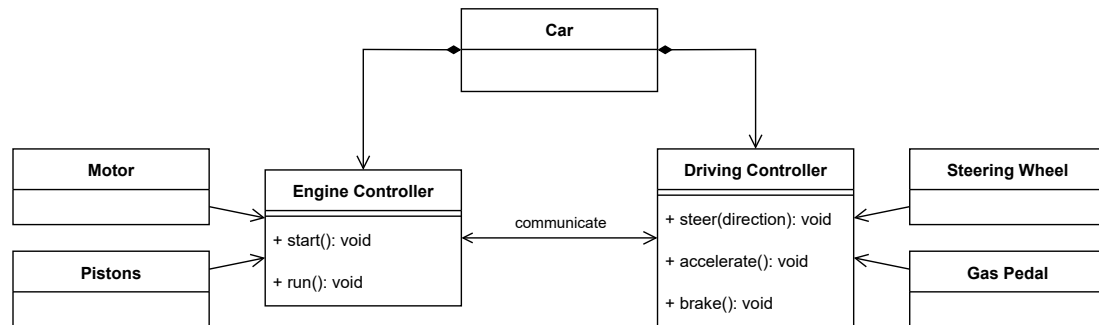 Car
Motor
Engine Controller
+ start(): void
+ run(): void
Pistons
communicate
Driving Controller
+ steer(direction): void
+ accelerate(): void
+ brake(): void
Steering Wheel
Gas Pedal